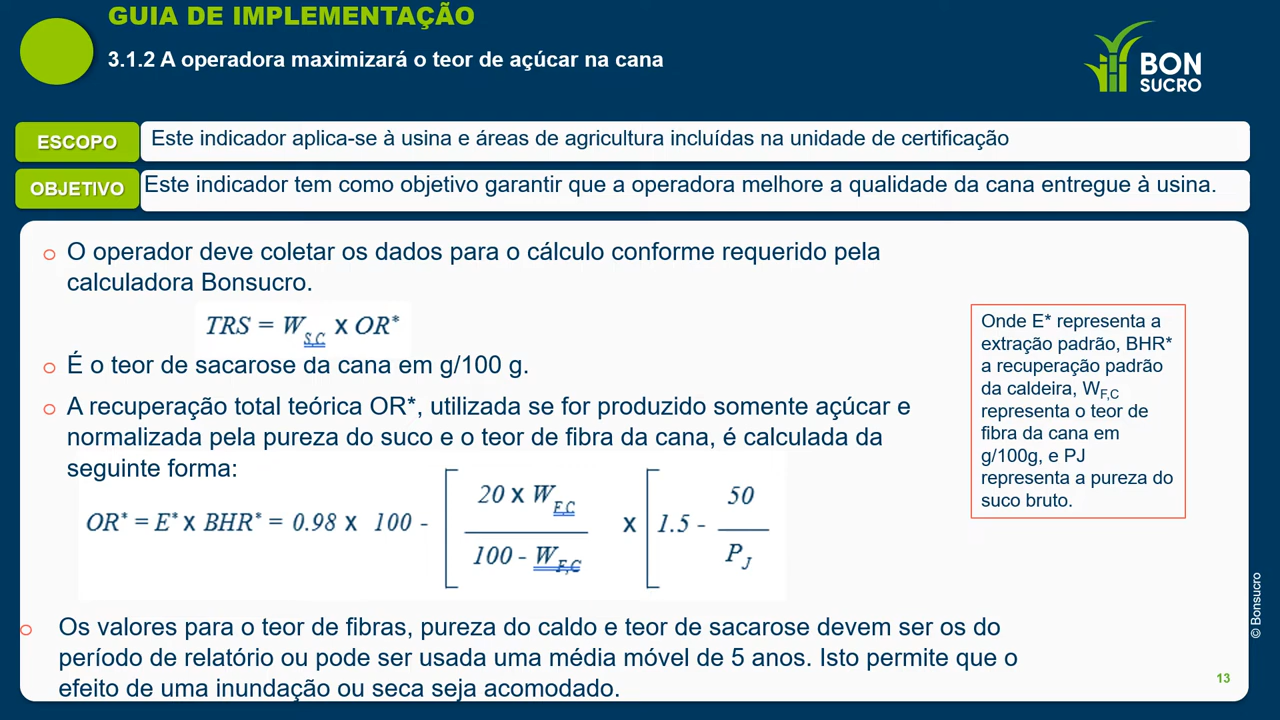 GUIA DE IMPLEMENTAÇÃO
3.1.2 A operadora maximizará o teor de açúcar na cana
BON
SUCRO
ESCOPO
Este indicador aplica-se à usina e áreas de agricultura incluídas na unidade de certificação
OBJETIVO
Este indicador tem como objetivo garantir que a operadora melhore a qualidade da cana entregue à usina.
O operador deve coletar os dados para o cálculo conforme requerido pela
calculadora Bonsucro.
TRS = W_S,C x OR*
É o teor de sacarose da cana em g/100 g.
A recuperação total teórica OR*, utilizada se for produzido somente açúcar e
normalizada pela pureza do suco e o teor de fibra da cana, é calculada da
seguinte forma:
OR* = E* x BHR* = 0.98 x 100 - [ 20 x W_F,C / 100 - W_F,C x [ 1.5 - 50 / P_J
Onde E* representa a
extração padrão, BHR*
a recuperação padrão
da caldeira, W_F,C
representa o teor de
fibra da cana em
g/100g, e PJ
representa a pureza do
suco bruto.
Os valores para o teor de fibras, pureza do caldo e teor de sacarose devem ser os do
período de relatório ou pode ser usada uma média móvel de 5 anos. Isto permite que o
efeito de uma inundação ou seca seja acomodado.
© Bonsucro
13